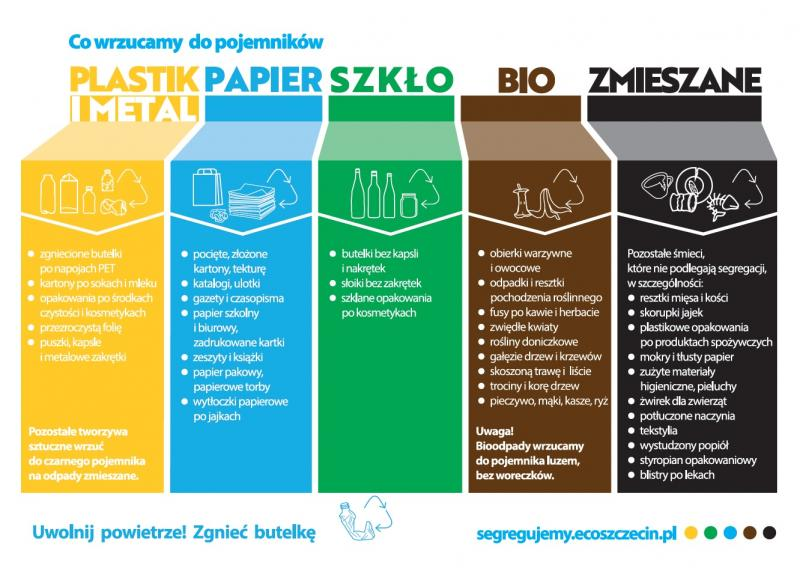 Co wrzucamy do pojemników
PLASTIK
I METAL
PAPIER
SZKŁO
BIO
ZMIESZANE
• zgniecione butelki
po napojach PET
• kartony po sokach i mleku
• opakowania po środkach
czystości i kosmetykach
• przezroczystą folię
• puszki, kapsle
i metalowe zakrętki
Pozostałe tworzywa
sztuczne wrzuć
do czarnego pojemnika
na odpady zmieszane.
• pocięte, złożone
kartony, tekturę
• katalogi, ulotki
• gazety i czasopisma
• papier szkolny
i biurowy,
zadrukowane kartki
• zeszyty i książki
• papier pakowy,
papierowe torby
• wytłoczki papierowe
po jajkach
• butelki bez kapsli
i nakrętek
• słoiki bez zakrętek
• szklane opakowania
po kosmetykach
• obierki warzywne
i owocowe
• odpadki i resztki
pochodzenia roślinnego
• fusy po kawie i herbacie
• zwiędłe kwiaty
• rośliny doniczkowe
• gałęzie drzew i krzewów
• skoszoną trawę i liście
• trociny i korę drzew
• pieczywo, mąki, kasze, ryż
Uwaga!
Bioodpady wrzucamy
do pojemnika luzem,
bez woreczków.
Pozostałe śmieci,
które nie podlegają segregacji,
w szczególności:
• resztki mięsa i kości
• skorupki jajek
• plastikowe opakowania
po produktach spożywczych
• mokry i tłusty papier
• zużyte materiały
higieniczne, pieluchy
• żwirek dla zwierząt
• potłuczone naczynia
• tekstylia
• wystudzony popiół
• styropian opakowaniowy
• blistry po lekach
Uwolnij powietrze! Zgnieć butelkę
segregujemy.ecoszczecin.pl